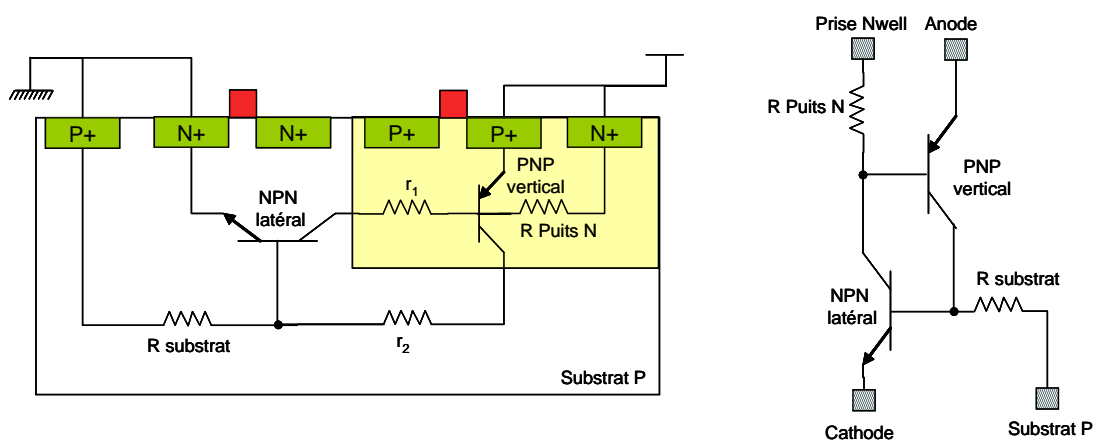 P+
N+
N+
P+
P+
N+
NPN
latéral
r1
PNP
vertical
R Puits N
R substrat
r2
Substrat P
Prise Nwell
Anode
R Puits N
PNP
vertical
NPN
latéral
R substrat
Cathode
Substrat P